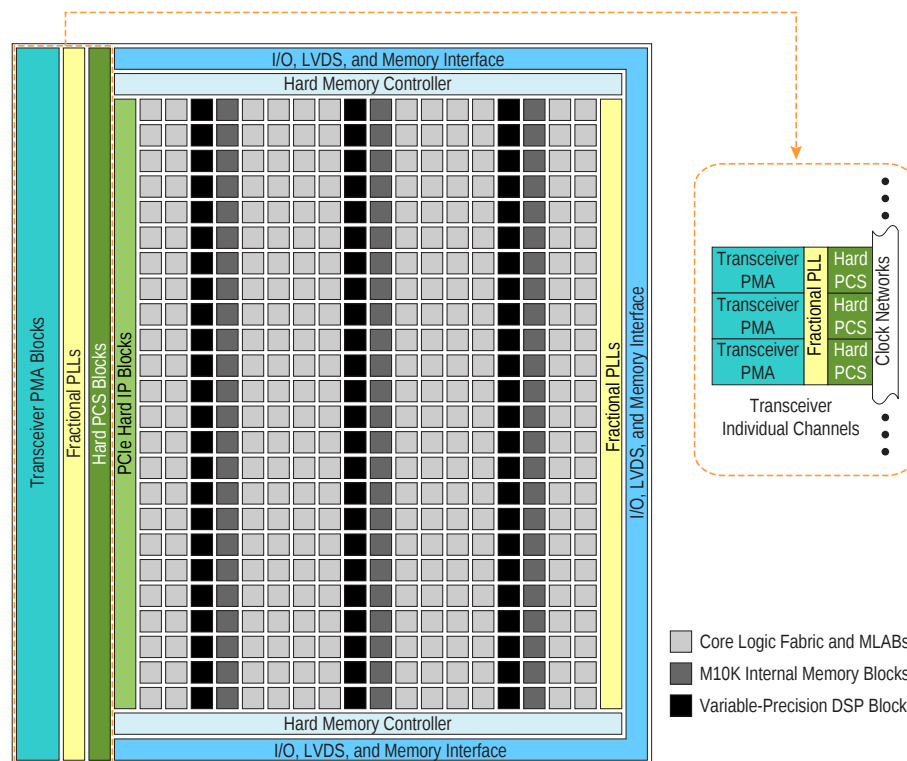 I/O, LVDS, and Memory Interface
Hard Memory Controller
Transceiver PMA Blocks
Fractional PLLs
Hard PCS Blocks
PCIe Hard IP Blocks
Fractional PLLs
I/O, LVDS, and Memory Interface
Hard Memory Controller
I/O, LVDS, and Memory Interface
Transceiver
PMA
Transceiver
PMA
Transceiver
PMA
Fractional PLL
Hard
PCS
Hard
PCS
Hard
PCS
Clock Networks
Transceiver
Individual Channels
Core Logic Fabric and MLABs
M10K Internal Memory Blocks
Variable-Precision DSP Block